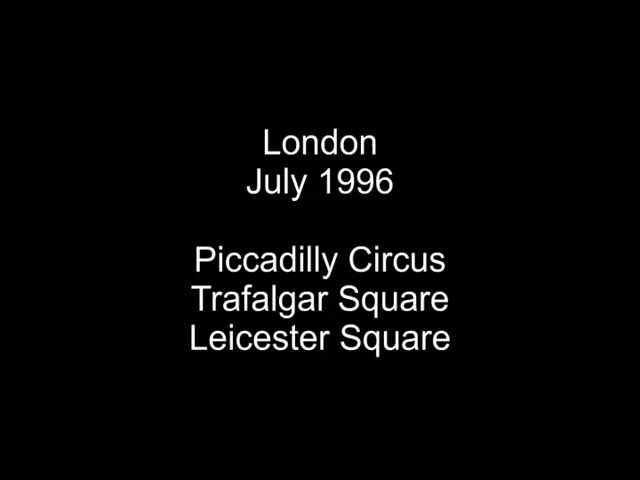 London
July 1996
Piccadilly Circus
Trafalgar Square
Leicester Square